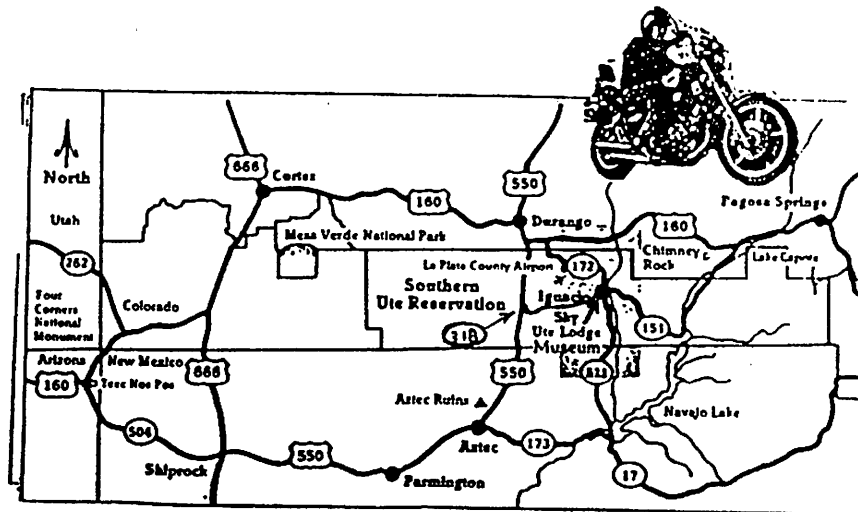 North
Utah
262
Four
Corners
National
Monument
Arizona
160
Teec Nos Pos
504
Colorado
New Mexico
666
Cortez
666
160
Mesa Verde National Park
550
Durango
160
Pagosa Springs
La Plata County Airport
172
Chimney
Rock
Lake Capote
Southern
Ute Reservation
318
Ignacio
Sky
Ute Lodge
Museum
151
550
Aztec Ruins
Aztec
173
Navajo Lake
17
Shiprock
550
Farmington